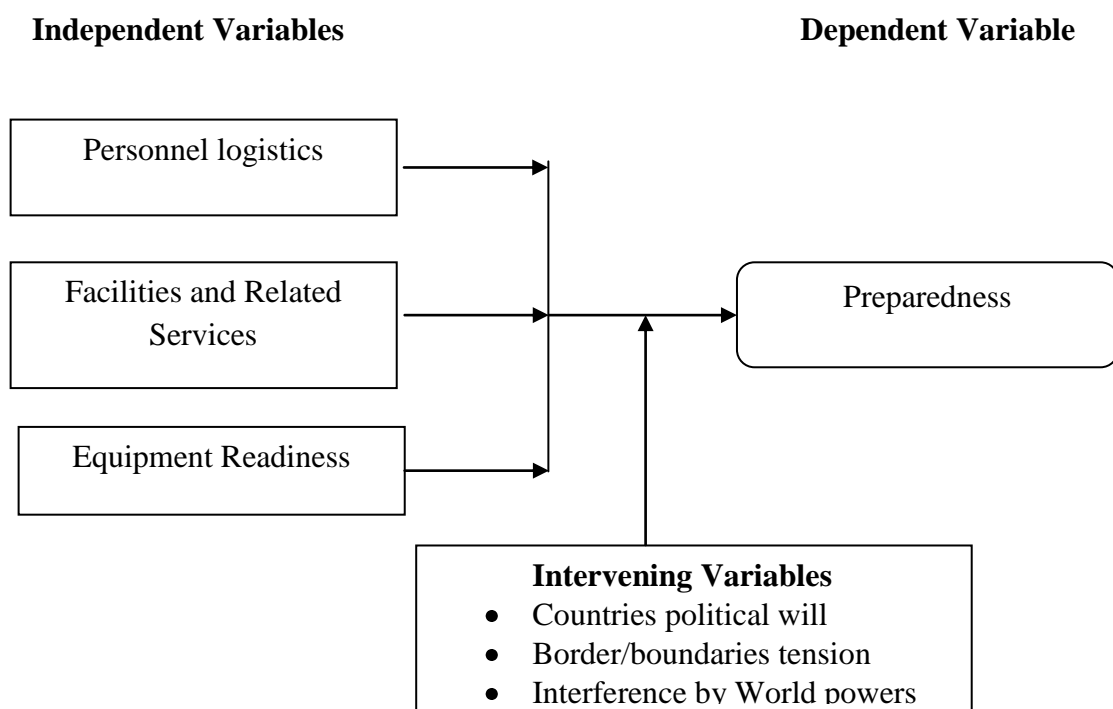 Independent Variables
Dependent Variable
Personnel logistics
Facilities and Related
Services
Equipment Readiness
Preparedness
Intervening Variables
• Countries political will
• Border/boundaries tension
• Interference by World powers